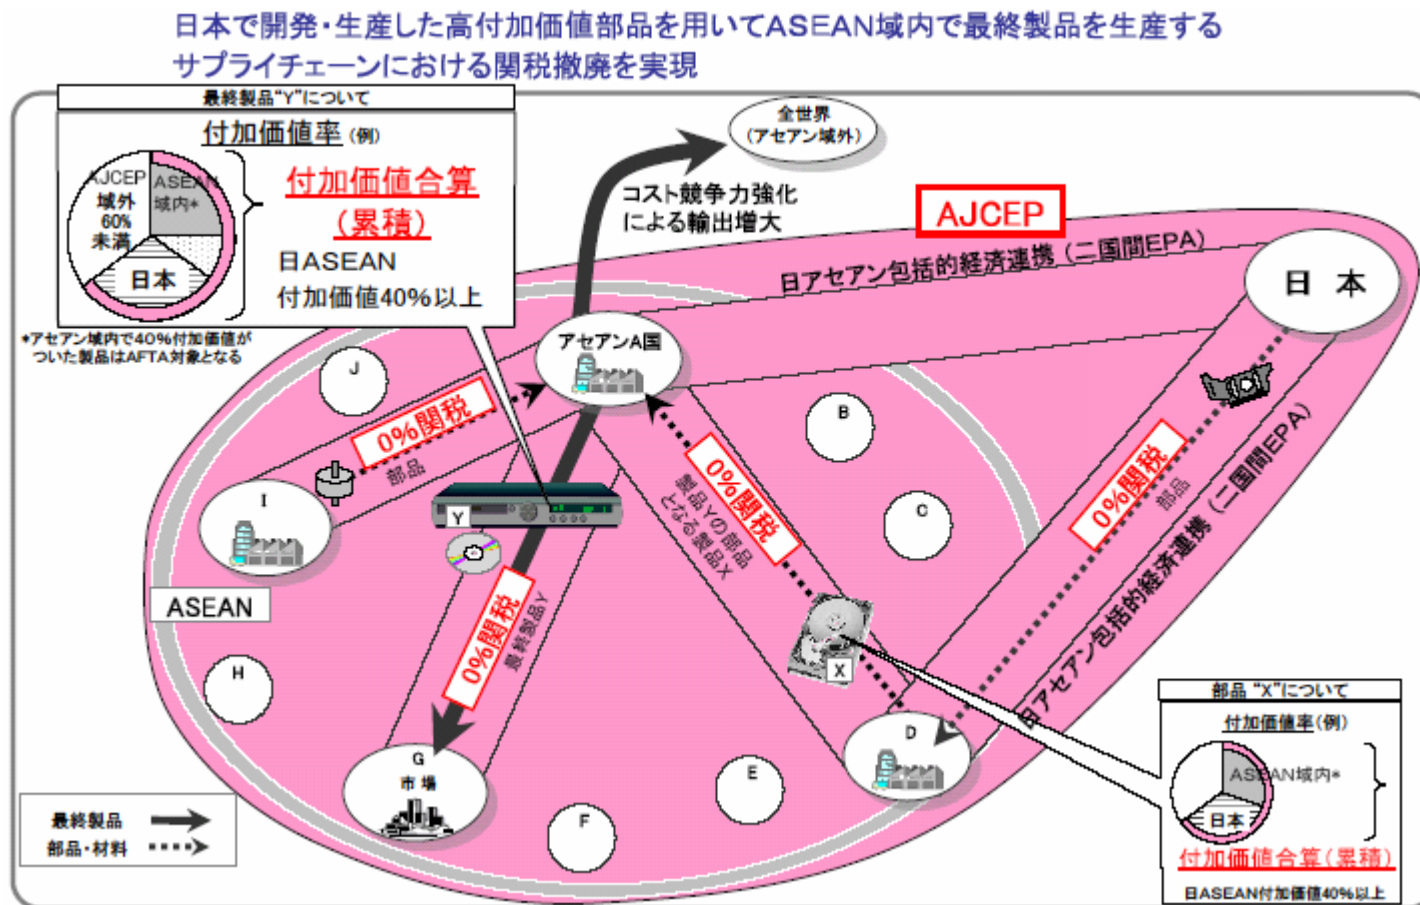 日本で開発・生産した高付加価値部品を用いてASEAN域内で最終製品を生産する
サプライチェーンにおける関税撤廃を実現
最終製品“Y”について
付加価値率(例)
AJCEP
域外
60%
未満
ASEAN
域内*
日本
付加価値合算
(累積)
日ASEAN
付加価値40%以上
*アセアン域内で40%付加価値が
ついた製品はAFTA対象となる
全世界
(アセアン域外)
コスト競争力強化
による輸出増大
AJCEP
日アセアン包括的経済連携(二国間EPA)
日 本
アセアンA国
J
B
C
0%関税
部品
I
Y
0%関税
製品Yの部品
となる製品X
0%関税
部品
日アセアン包括的経済連携(二国間EPA)
ASEAN
0%関税
最終製品Y
X
H
D
G
市場
E
F
最終製品
部品・材料
部品 “X”について
付加価値率(例)
ASEAN域内*
日本
付加価値合算(累積)
日ASEAN付加価値40%以上